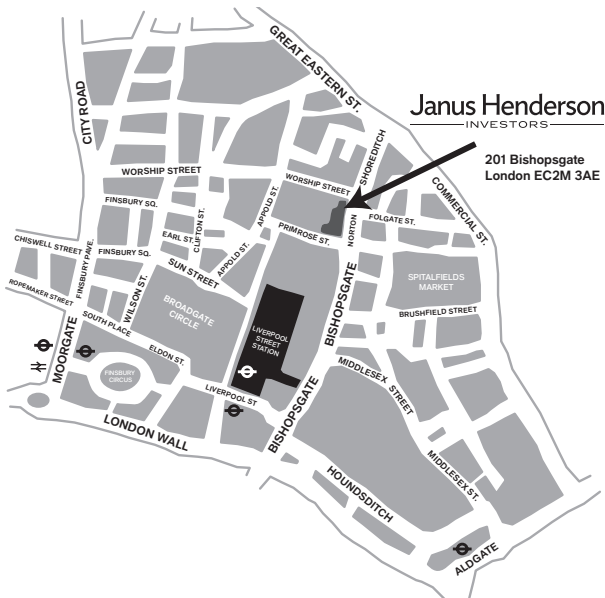 GREAT EASTERN ST.
CITY ROAD
Janus Henderson
INVESTORS
201 Bishopsgate
London EC2M 3AE
SHOREDITCH
COMMERCIAL ST.
WORSHIP STREET
WORSHIP STREET
FINSBURY SQ.
APPOLD ST.
CLIFTON ST.
FOLGATE ST.
NORTON
PRIMROSE ST.
EARL ST.
CHISWELL STREET
FINSBURY PAVE.
FINSBURY SQ.
SUN STREET
APPOLD ST.
BISHOPSGATE
SPITALFIELDS
MARKET
ROPEMAKER STREET
WILSON ST.
BROADGATE
CIRCLE
BRUSHFIELD STREET
SOUTH PLACE
LIVERPOOL
STREET
STATION
MOORGATE
ELDON ST.
MIDDLESEX STREET
FINSBURY
CIRCUS
LIVERPOOL ST
BISHOPSGATE
LONDON WALL
MIDDLESEX ST.
HOUNDSDITCH
ALDGATE